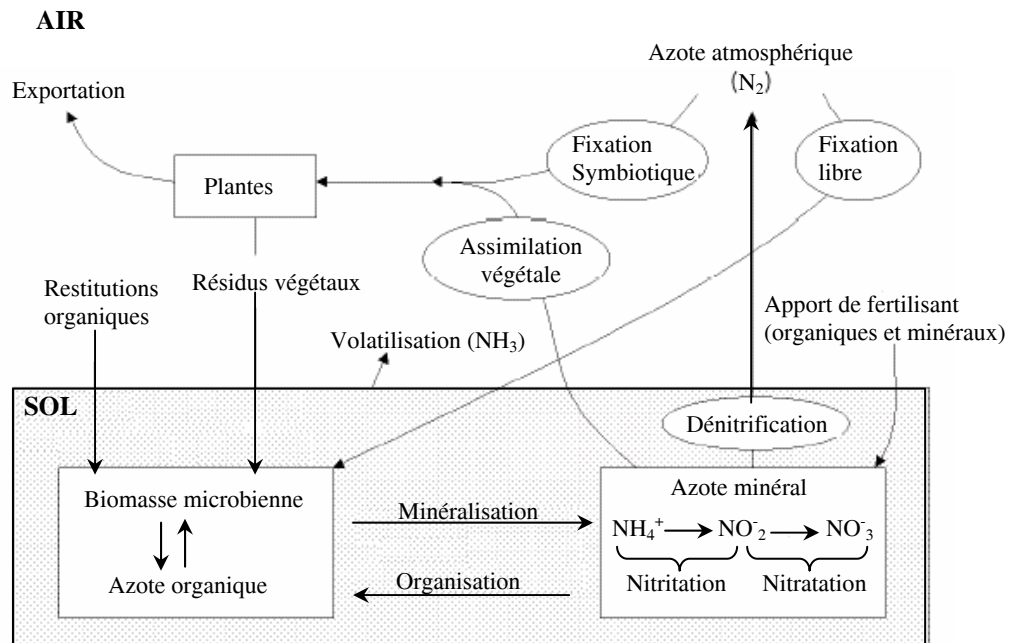 AIR
Azote atmosphérique
(N₂)
Exportation
Fixation
Symbiotique
Fixation
libre
Plantes
Assimilation
végétale
Restitutions
organiques
Résidus végétaux
Apport de fertilisant
(organiques et minéraux)
Volatilisation (NH₃)
SOL
Dénitrification
Biomasse microbienne
Azote organique
Minéralisation
Organisation
Azote minéral
NH₄⁺ NO⁻₂ NO⁻₃
Nitritation Nitratation